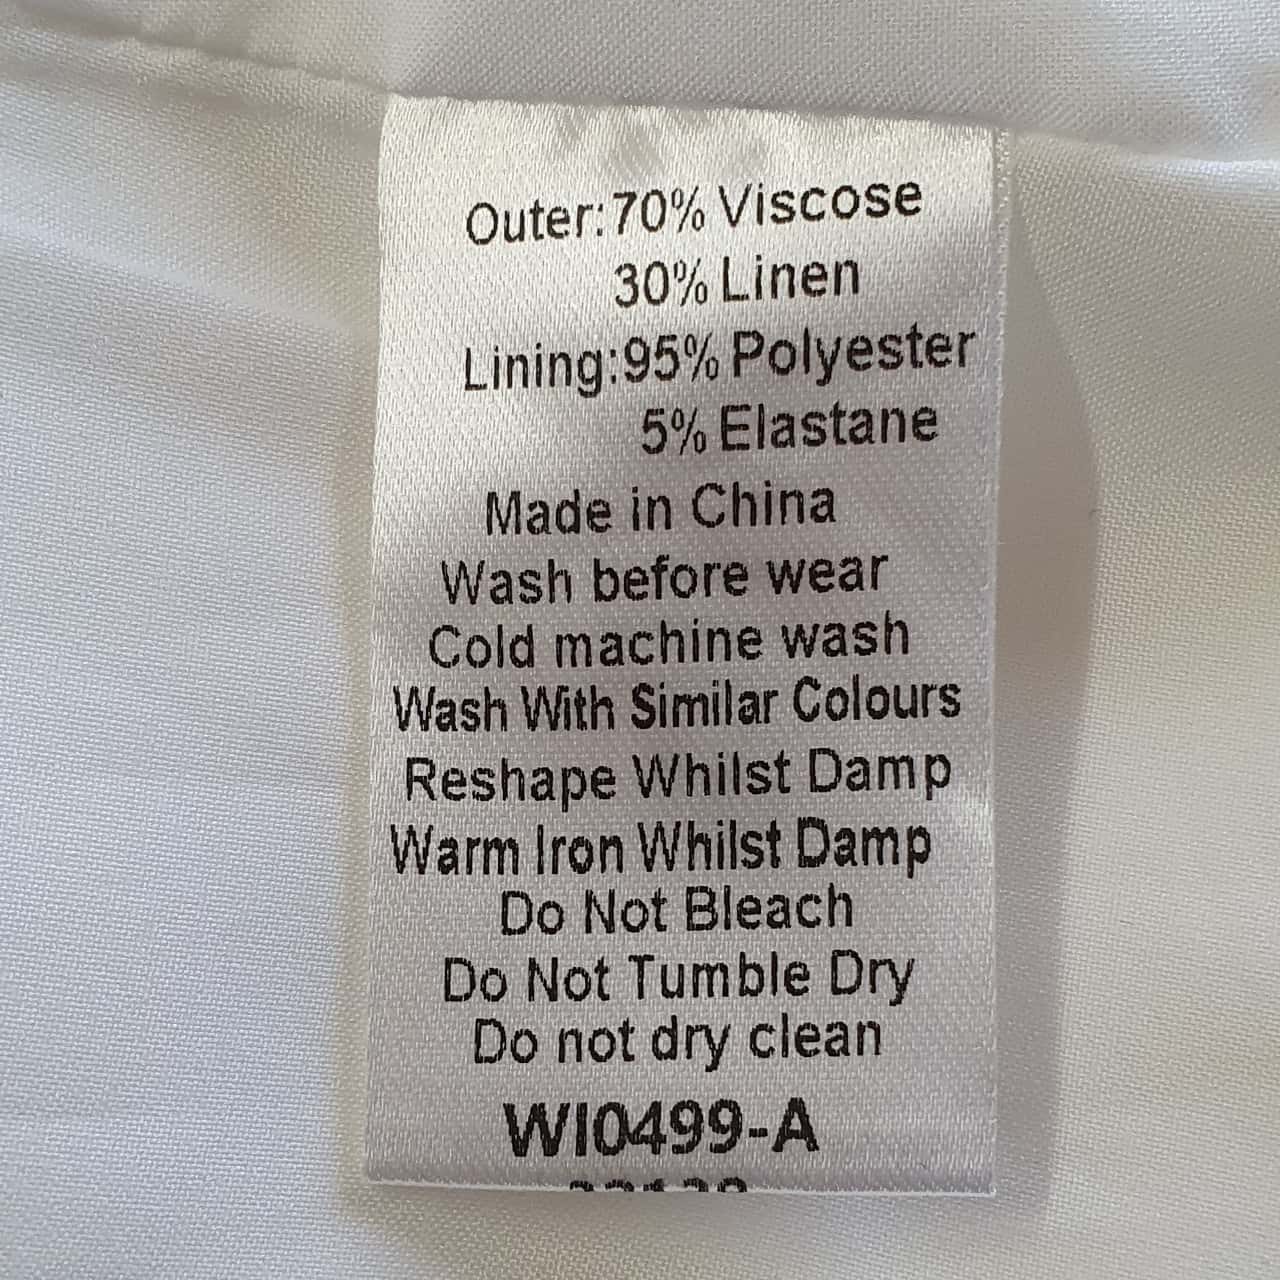 Outer:70% Viscose
30% Linen
Lining:95% Polyester
5% Elastane
Made in China
Wash before wear
Cold machine wash
Wash With Similar Colours
Reshape Whilst Damp
Warm Iron Whilst Damp
Do Not Bleach
Do Not Tumble Dry
Do not dry clean
WI0499-A